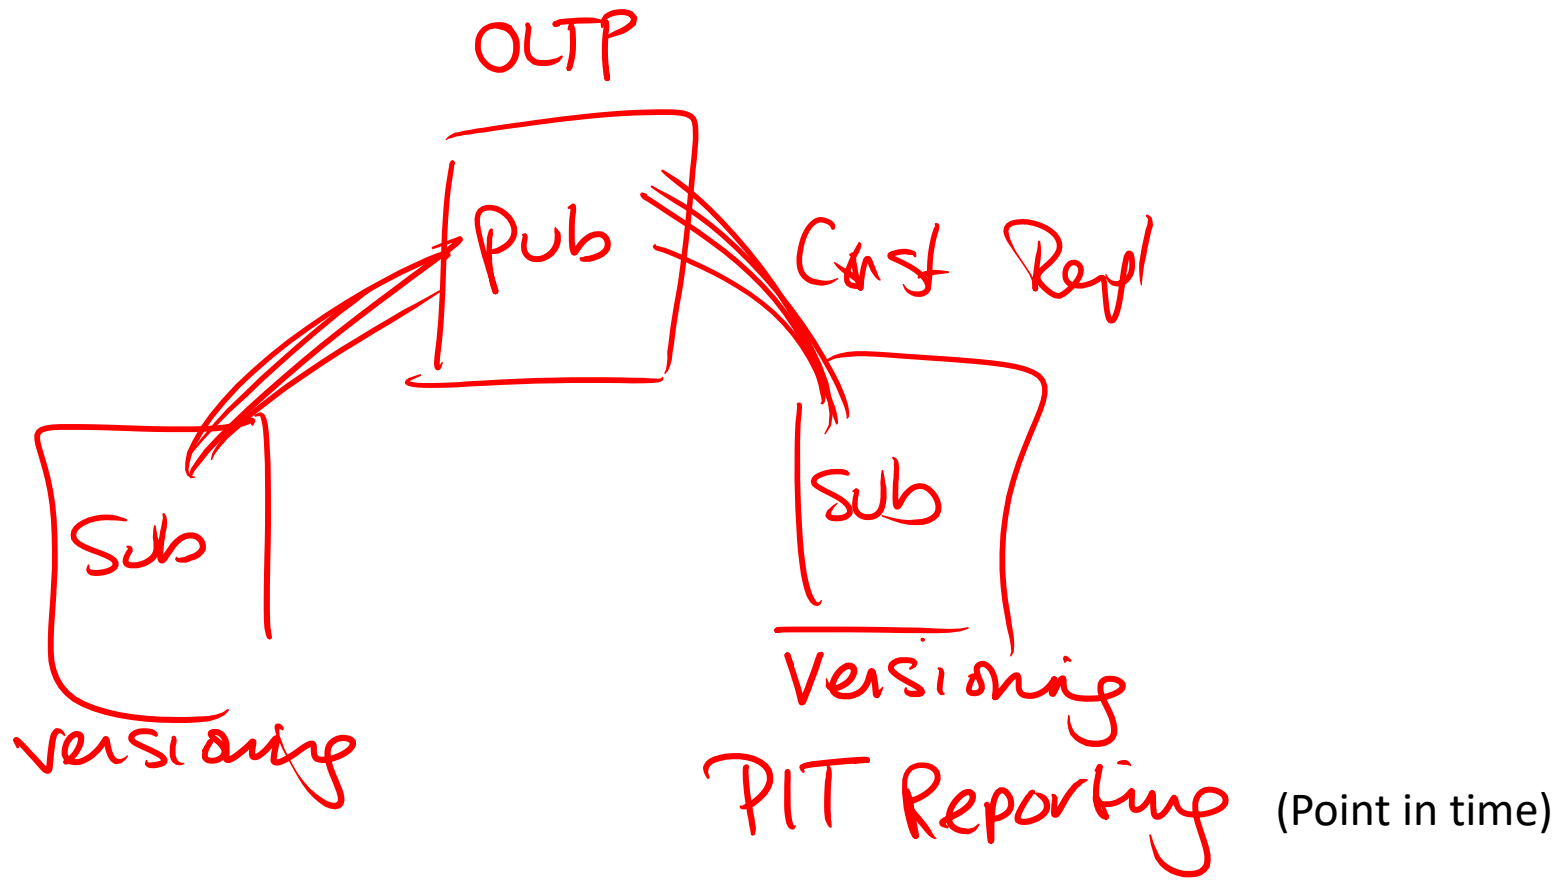 OLTP
Pub
Cnst Repl
Sub
Sub
Versioning
versioning
PIT Reporting (Point in time)